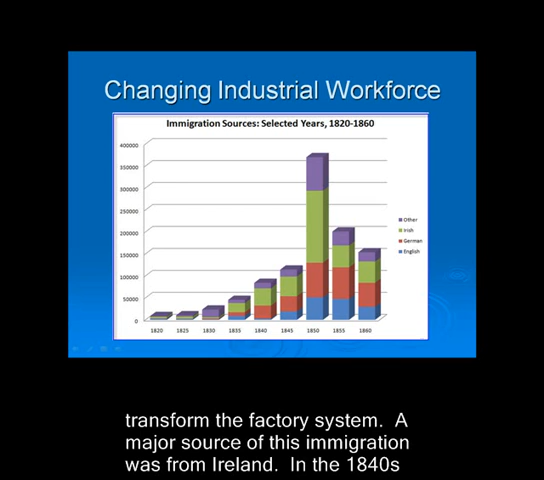 Changing Industrial Workforce
Immigration Sources: Selected Years, 1820-1860
400000
350000
300000
250000
200000
150000
100000
50000
0
1820 1825 1830 1835 1840 1845 1850 1855 1860
Other
Irish
German
English
transform the factory system. A
major source of this immigration
was from Ireland. In the 1840s